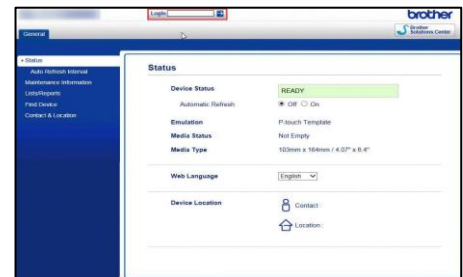 Login
brother
General
Brother
Solutions Center
Status
Auto Refresh Interval
Maintenance Information
Lists/Reports
Find Device
Contact & Location
Status
Device Status READY
Automatic Refresh Off On
Emulation P-touch Template
Media Status Not Empty
Media Type 103mm x 164mm / 4.07" x 6.4"
Web Language English
Device Location Contact :
Location :